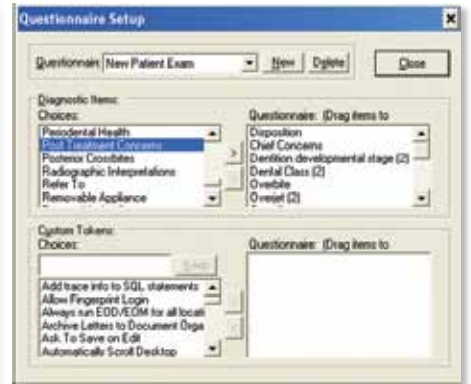 Questionnaire Setup
Questionnaire: New Patient Exam New Delete Close
Diagnostic Items:
Choices: Questionnaire: (Drag items to
Periodental Health
Post Treatment Concerns
Posterior Crossbites
Radiographic Interpretations
Refer To
Removable Appliance
Disposition
Chief Concerns
Dentition developmental stage (2)
Dental Class (2)
Overbite
Overjet (2)
Custom Tokens:
Choices: Questionnaire: (Drag items to
Add trace info to SQL statements
Allow Fingerprint Login
Always run EOD/EOM for all locati
Archive Letters to Document Orga
Ask To Save on Edit
Automatically Scroll Desktop